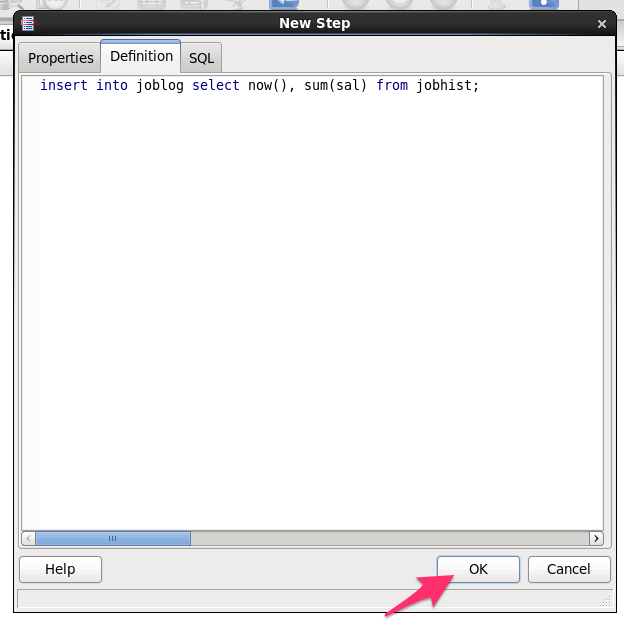 New Step
Properties Definition SQL
insert into joblog select now(), sum(sal) from jobhist;
Help OK Cancel